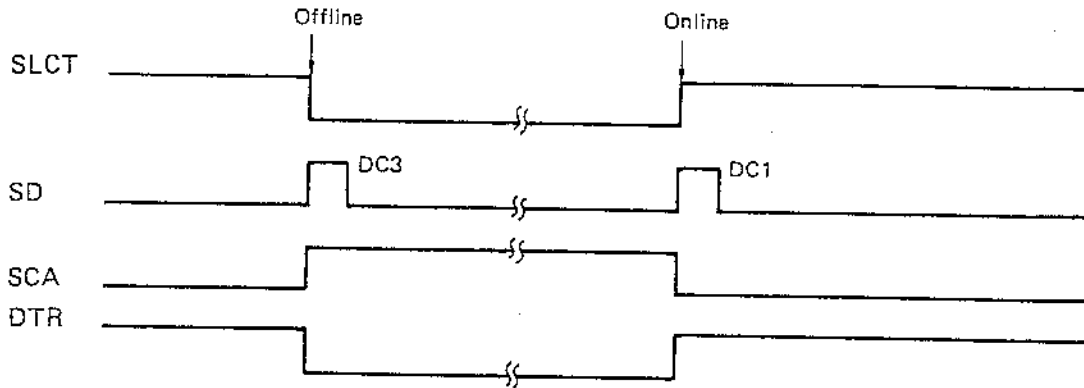 Offline
Online
SLCT
DC3
DC1
SD
SCA
DTR